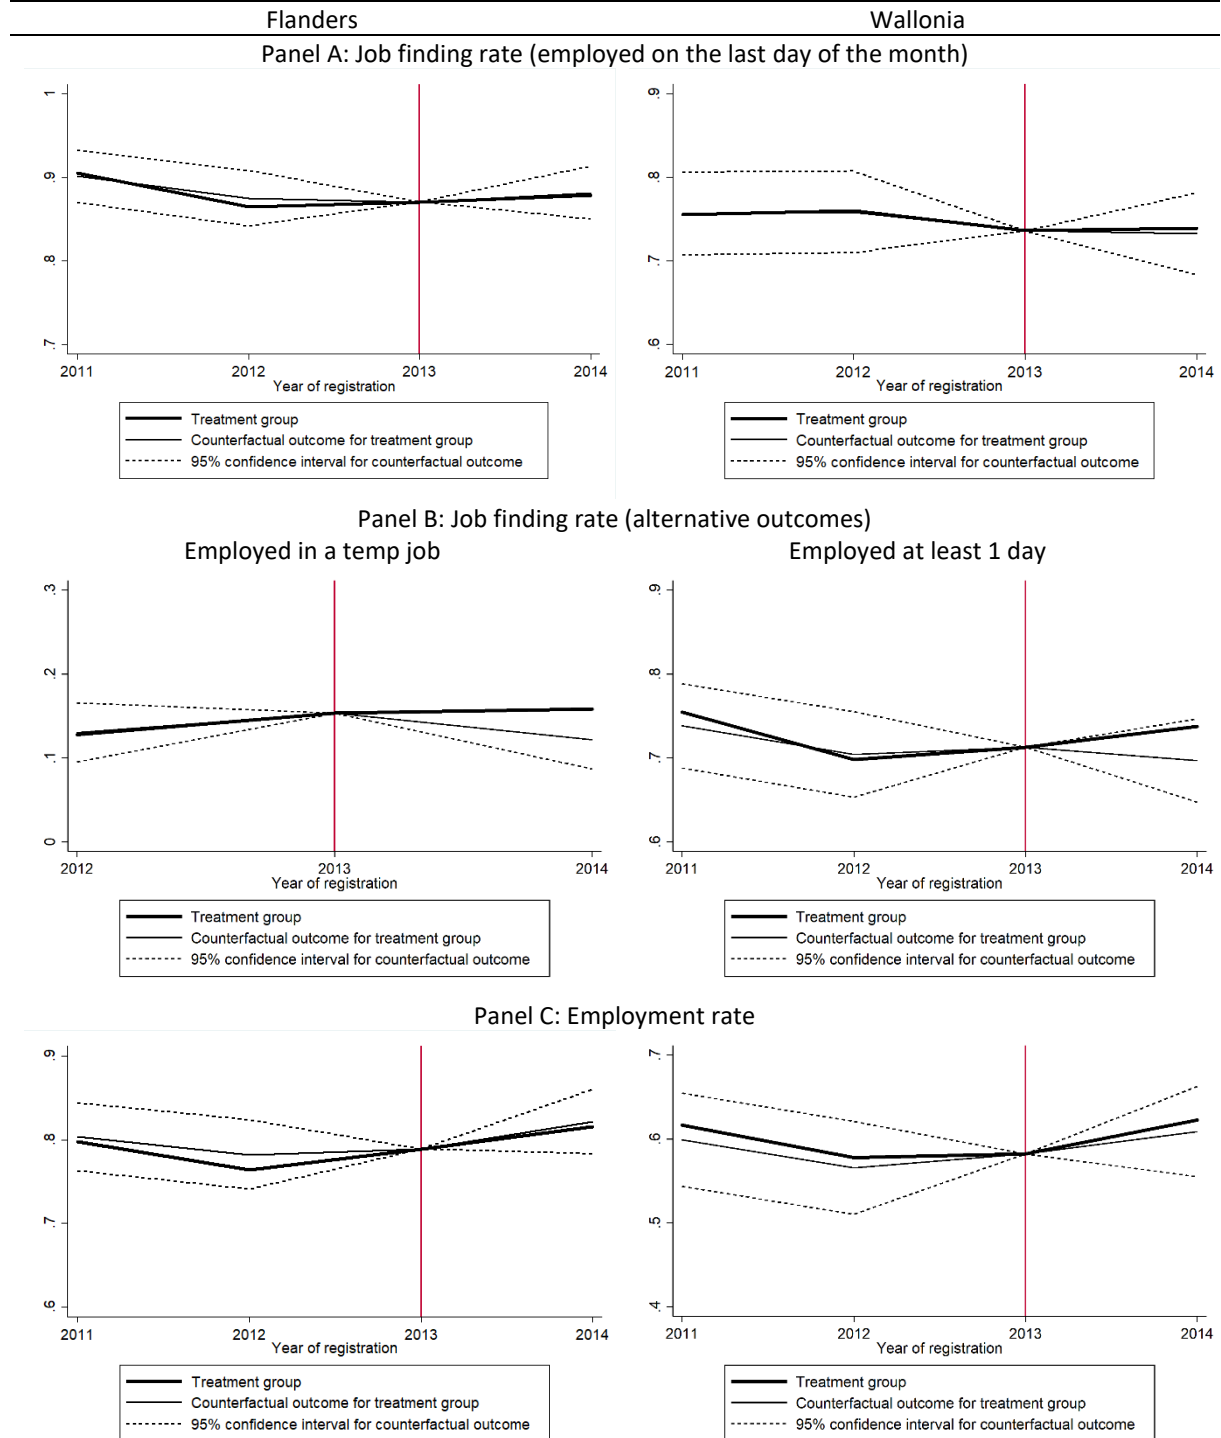 Flanders Wallonia
Panel A: Job finding rate (employed on the last day of the month)
1
.9
.8
.7
2011 2012 2013 2014
Year of registration
Treatment group
Counterfactual outcome for treatment group
95% confidence interval for counterfactual outcome
.9
.8
.7
.6
2011 2012 2013 2014
Year of registration
Treatment group
Counterfactual outcome for treatment group
95% confidence interval for counterfactual outcome
Panel B: Job finding rate (alternative outcomes)
Employed in a temp job
.3
.2
.1
0
2012 2013 2014
Year of registration
Treatment group
Counterfactual outcome for treatment group
95% confidence interval for counterfactual outcome
Employed at least 1 day
.9
.8
.7
.6
2011 2012 2013 2014
Year of registration
Treatment group
Counterfactual outcome for treatment group
95% confidence interval for counterfactual outcome
Panel C: Employment rate
.9
.8
.7
.6
2011 2012 2013 2014
Year of registration
Treatment group
Counterfactual outcome for treatment group
95% confidence interval for counterfactual outcome
.7
.6
.5
.4
2011 2012 2013 2014
Year of registration
Treatment group
Counterfactual outcome for treatment group
95% confidence interval for counterfactual outcome